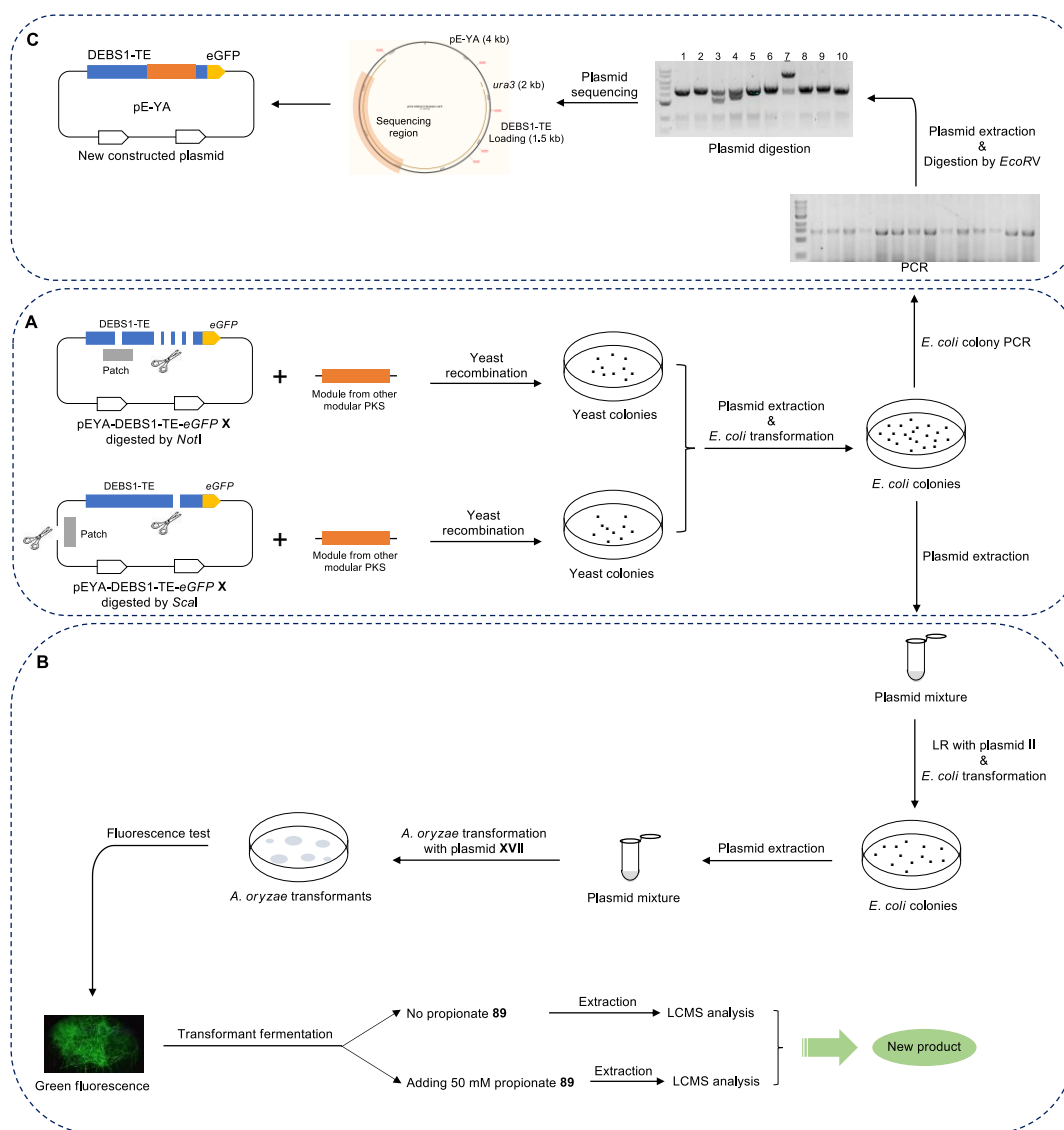 C
DEBS1-TE
eGFP
pE-YA
New constructed plasmid
pE-YA (4 kb)
ura3 (2 kb)
Sequencing
region
DEBS1-TE
Loading (1.5 kb)
Plasmid
sequencing
1 2 3 4 5 6 7 8 9 10
Plasmid digestion
Plasmid extraction
&
Digestion by EcoRV
PCR
A
DEBS1-TE
eGFP
Patch
pEYA-DEBS1-TE-eGFP X
digested by NotI
+
Module from other
modular PKS
Yeast
recombination
Yeast colonies
DEBS1-TE
eGFP
Patch
pEYA-DEBS1-TE-eGFP X
digested by ScaI
+
Module from other
modular PKS
Yeast
recombination
Yeast colonies
Plasmid extraction
&
E. coli transformation
E. coli colony PCR
E. coli colonies
Plasmid extraction
B
Plasmid mixture
LR with plasmid II
&
E. coli transformation
E. coli colonies
Plasmid extraction
Plasmid mixture
A. oryzae transformation
with plasmid XVII
A. oryzae transformants
Fluorescence test
Green fluorescence
Transformant fermentation
No propionate 89
Extraction
LCMS analysis
Adding 50 mM propionate 89
Extraction
LCMS analysis
New product